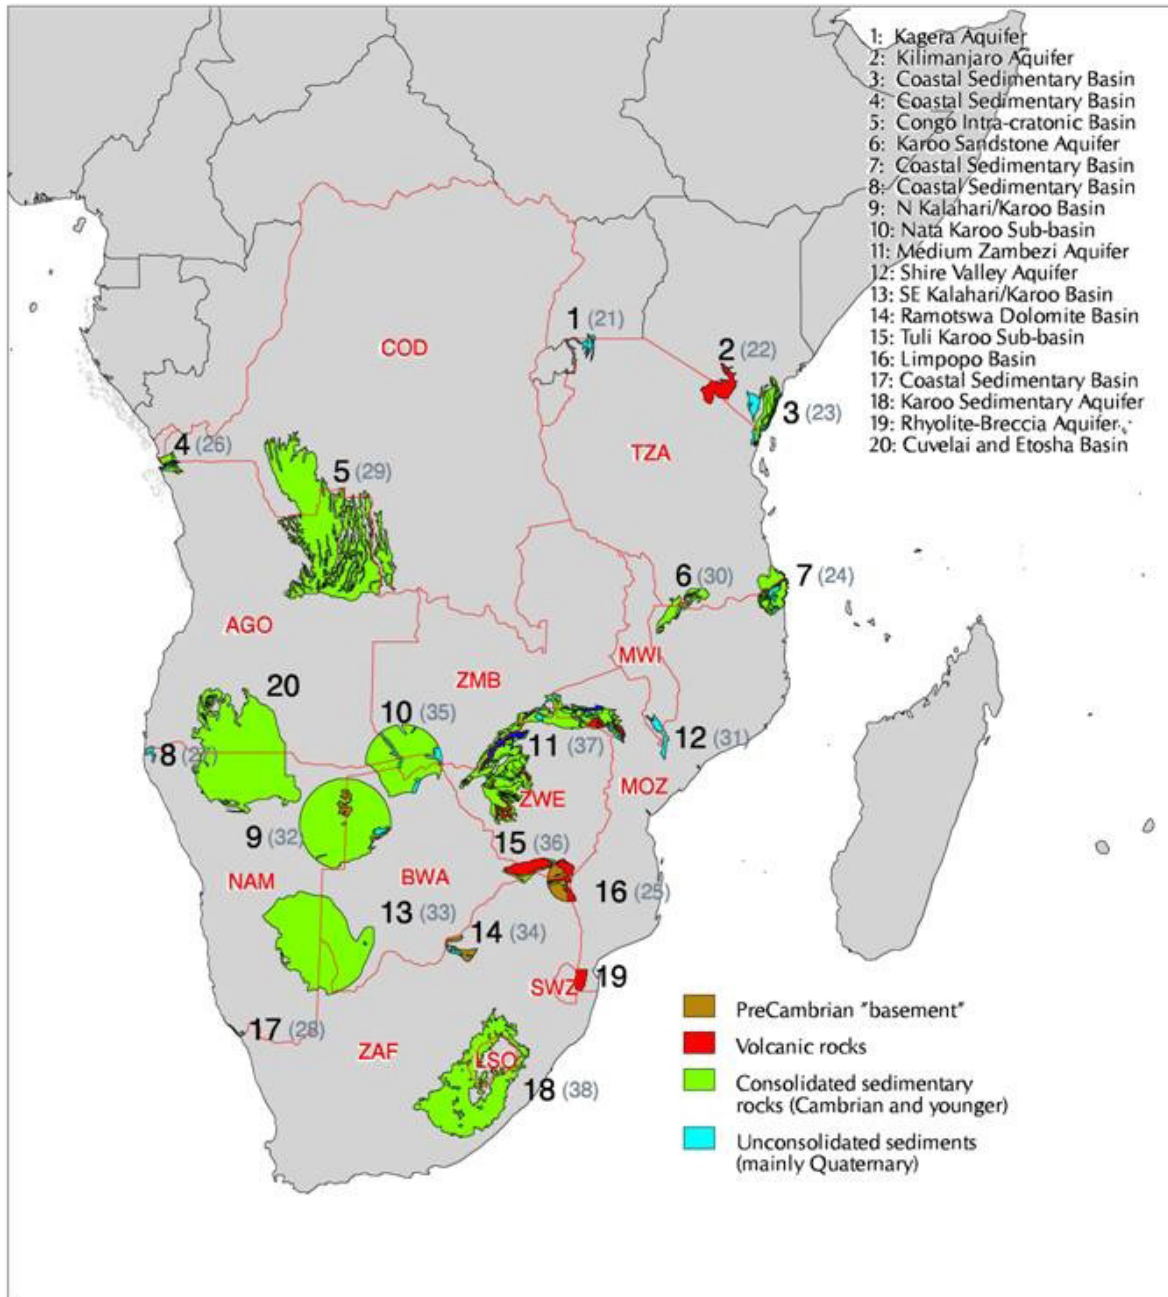 1: Kagera Aquifer
2: Kilimanjaro Aquifer
3: Coastal Sedimentary Basin
4: Coastal Sedimentary Basin
5: Congo Intra-cratonic Basin
6: Karoo Sandstone Aquifer
7: Coastal Sedimentary Basin
8: Coastal Sedimentary Basin
9: N Kalahari/Karoo Basin
10: Nata Karoo Sub-basin
11: Medium Zambezi Aquifer
12: Shire Valley Aquifer
13: SE Kalahari/Karoo Basin
14: Ramotswa Dolomite Basin
15: Tuli Karoo Sub-basin
16: Limpopo Basin
17: Coastal Sedimentary Basin
18: Karoo Sedimentary Aquifer
19: Rhyolite-Breccia Aquifer
20: Cuvelai and Etosha Basin
1 (21)
COD
2 (22)
3 (23)
4 (26)
TZA
5 (29)
6 (30)
7 (24)
AGO
MWI
ZMB
20
10 (35)
8 (27)
11 (37)
12 (31)
MOZ
ZWE
9 (32)
15 (36)
NAM
BWA
16 (25)
13 (33)
14 (34)
SWZ
19
17 (28)
ZAF
LSO
18 (38)
PreCambrian "basement"
Volcanic rocks
Consolidated sedimentary
rocks (Cambrian and younger)
Unconsolidated sediments
(mainly Quaternary)